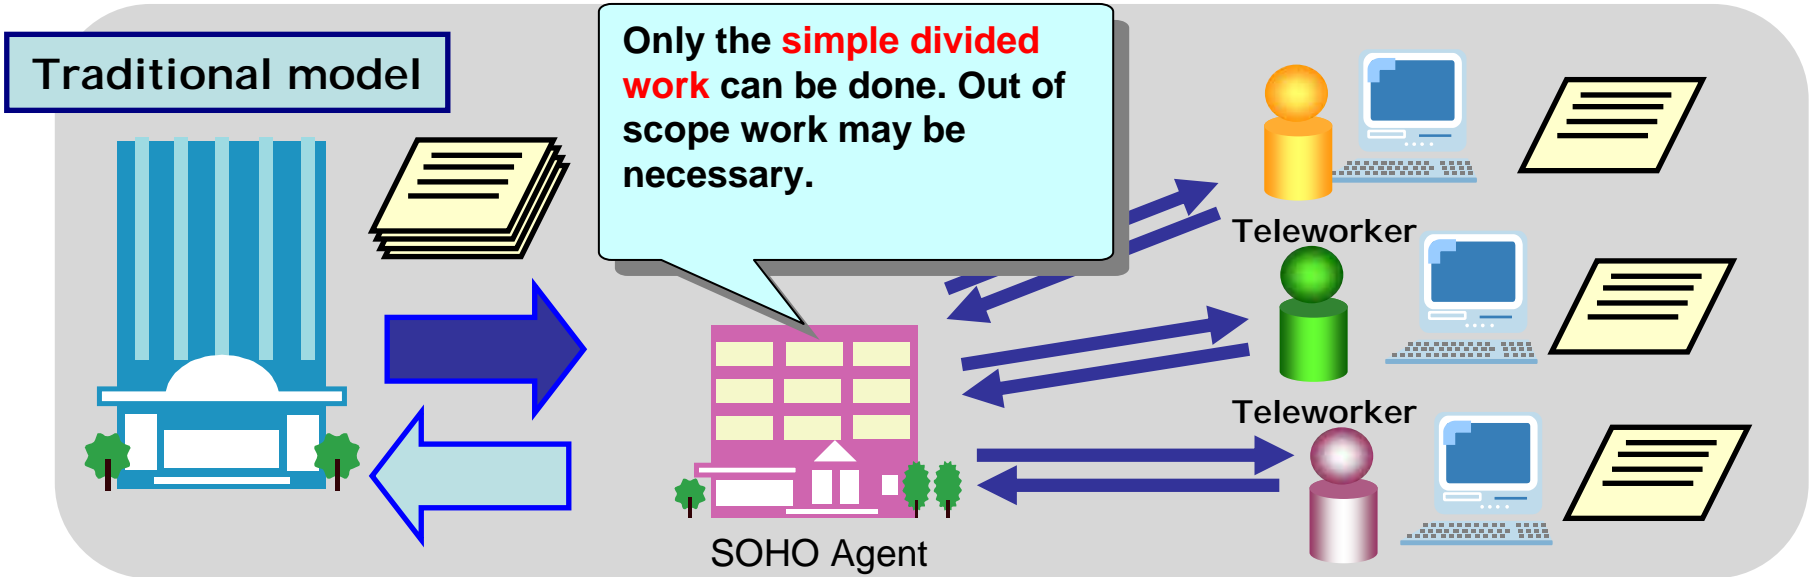 Traditional model
Only the simple divided
work can be done. Out of
scope work may be
necessary.
Teleworker
Teleworker
SOHO Agent